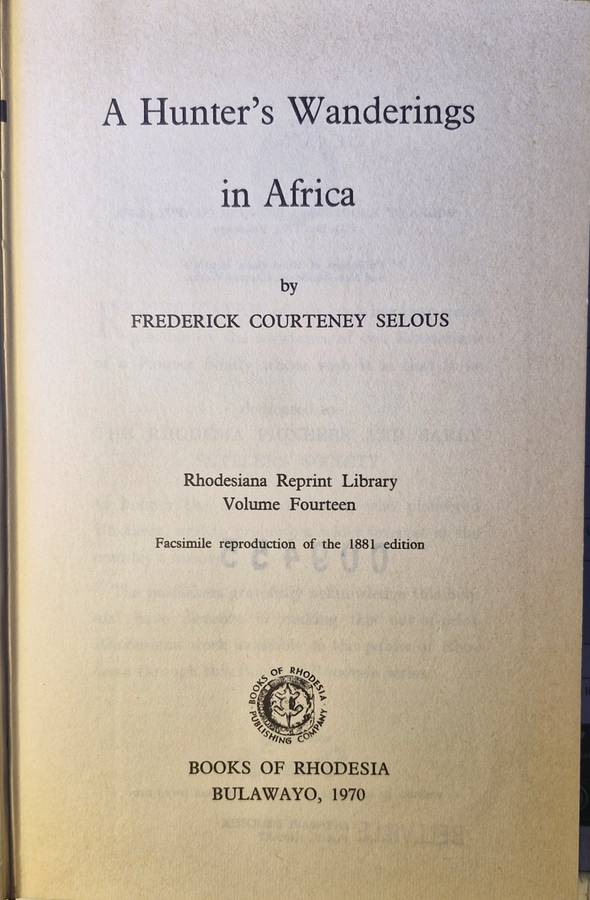 A Hunter's Wanderings
in Africa
by
FREDERICK COURTENEY SELOUS
Rhodesiana Reprint Library
Volume Fourteen
Facsimile reproduction of the 1881 edition
BOOKS OF RHODESIA
PUBLISHING COMPANY
BOOKS OF RHODESIA
BULAWAYO, 1970